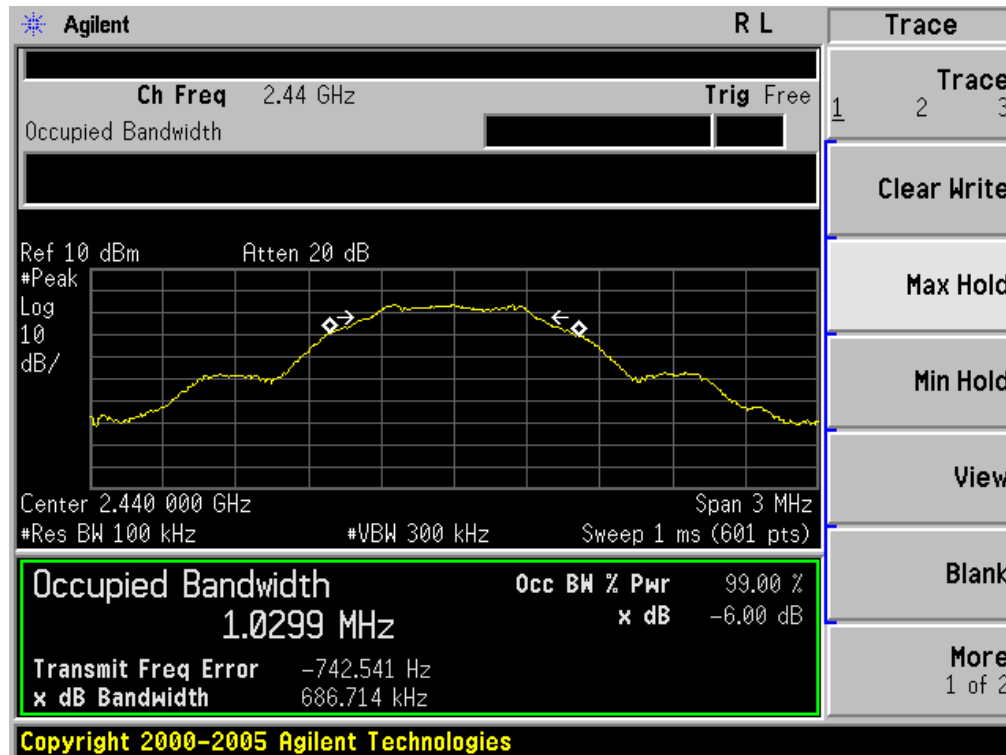 Agilent R L Trace
Ch Freq 2.44 GHz Trig Free
Occupied Bandwidth
Ref 10 dBm Atten 20 dB
#Peak
Log
10
dB/
Center 2.440 000 GHz Span 3 MHz
#Res BW 100 kHz #VBW 300 kHz Sweep 1 ms (601 pts)
Occupied Bandwidth
1.0299 MHz
Occ BW % Pwr 99.00 %
x dB -6.00 dB
Transmit Freq Error -742.541 Hz
x dB Bandwidth 686.714 kHz
Trace
1 2 3
Clear Write
Max Hold
Min Hold
View
Blank
More
1 of 2
Copyright 2000-2005 Agilent Technologies